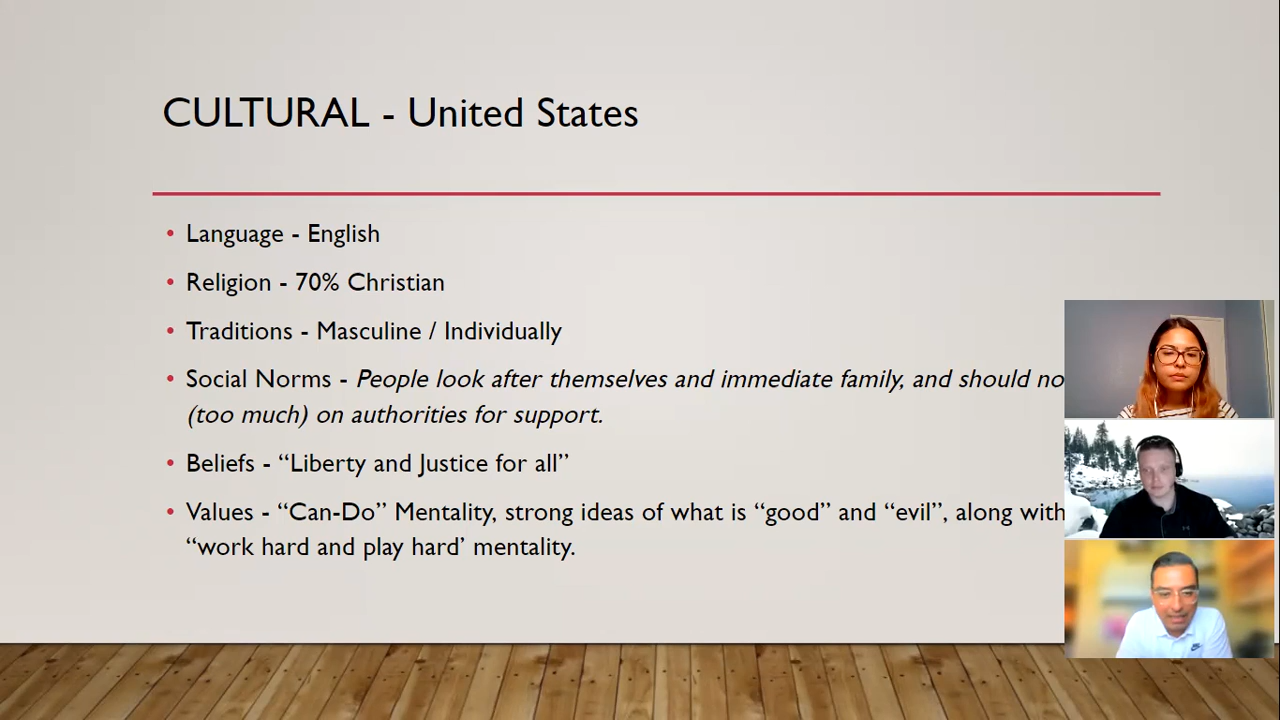 CULTURAL - United States
• Language - English
• Religion - 70% Christian
• Traditions - Masculine / Individually
• Social Norms - People look after themselves and immediate family, and should no
(too much) on authorities for support.
• Beliefs - “Liberty and Justice for all”
• Values - “Can-Do” Mentality, strong ideas of what is “good” and “evil”, along with
“work hard and play hard’ mentality.